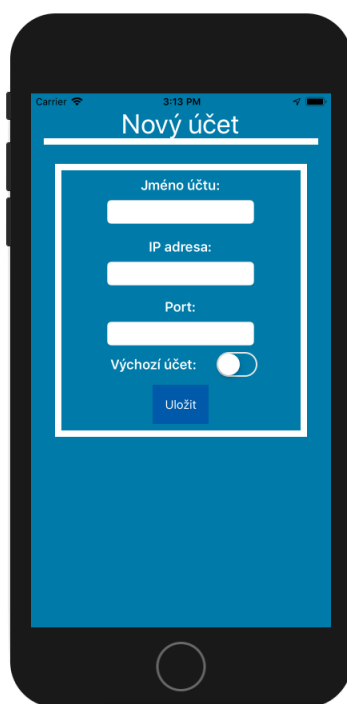 Carrier 3:13 PM
Nový účet
Jméno účtu:
IP adresa:
Port:
Výchozí účet:
Uložit